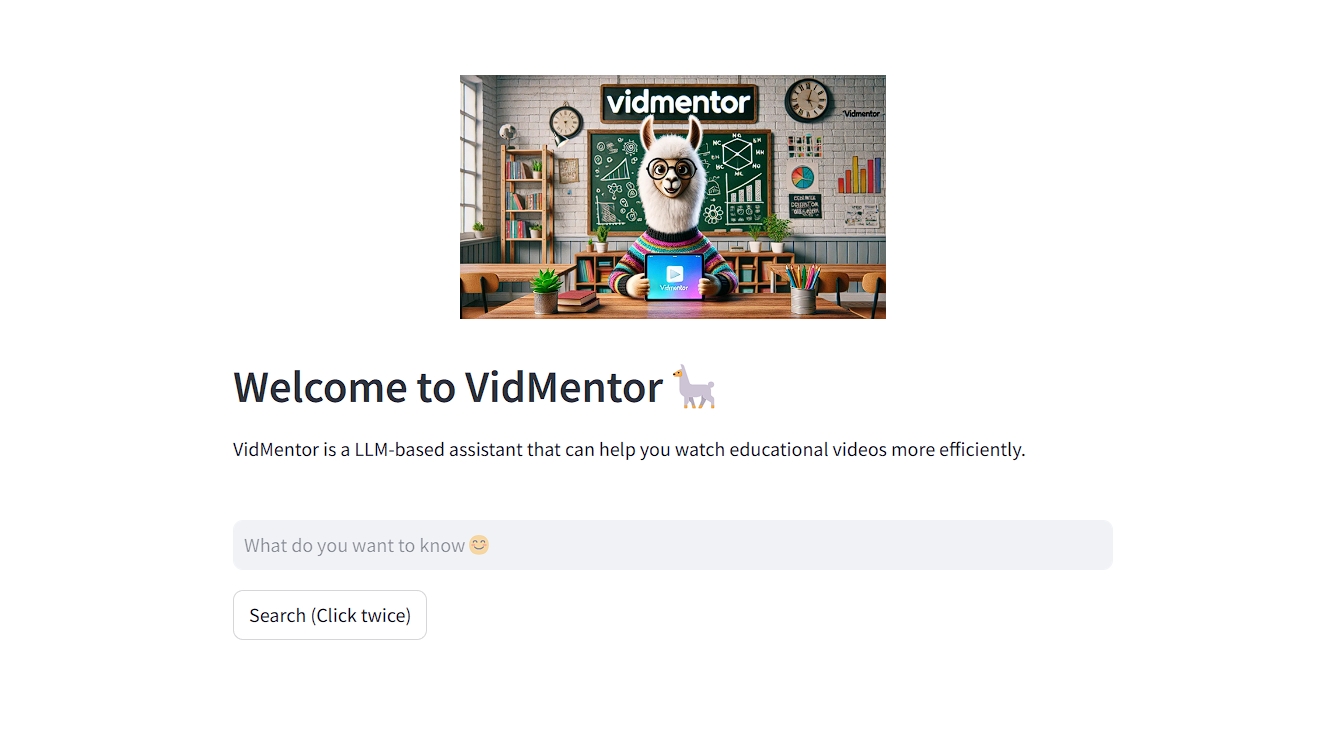 vidmentor
"Vidmentor
Vidmentor
Welcome to VidMentor 🦙
VidMentor is a LLM-based assistant that can help you watch educational videos more efficiently.
What do you want to know 😊
Search (Click twice)